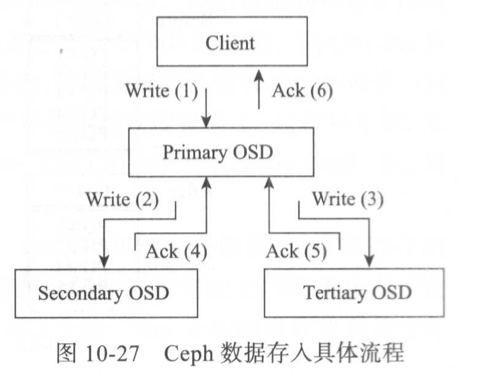 Client
Write (1)
Ack (6)
Primary OSD
Write (2)
Write (3)
Ack (4)
Ack (5)
Secondary OSD
Tertiary OSD
图 10-27 Ceph 数据存入具体流程